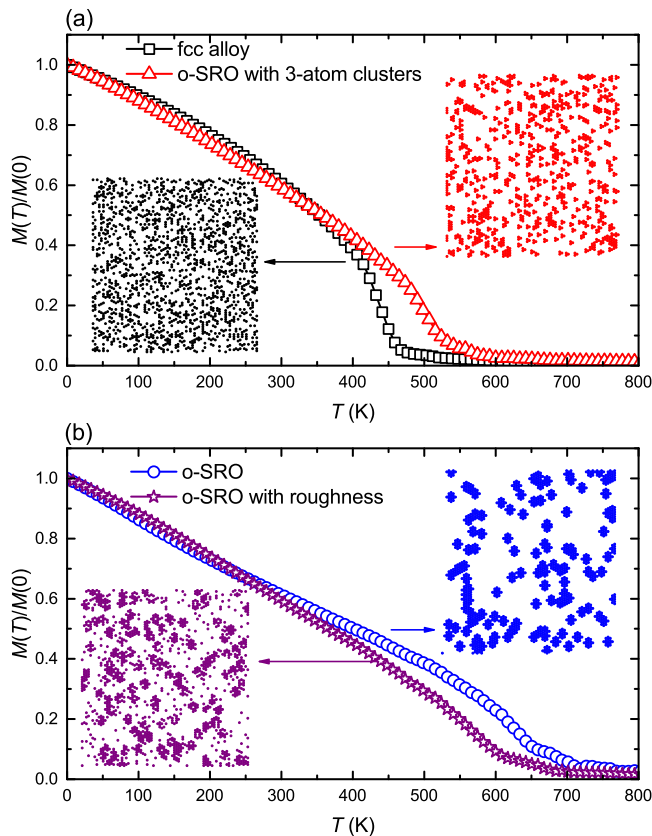 (a)
fcc alloy
o-SRO with 3-atom clusters
1.0
0.8
0.6
0.4
0.2
0.0
M(T)/M(0)
0 100 200 300 400 500 600 700 800
T (K)
(b)
o-SRO
o-SRO with roughness
1.0
0.8
0.6
0.4
0.2
0.0
M(T)/M(0)
0 100 200 300 400 500 600 700 800
T (K)